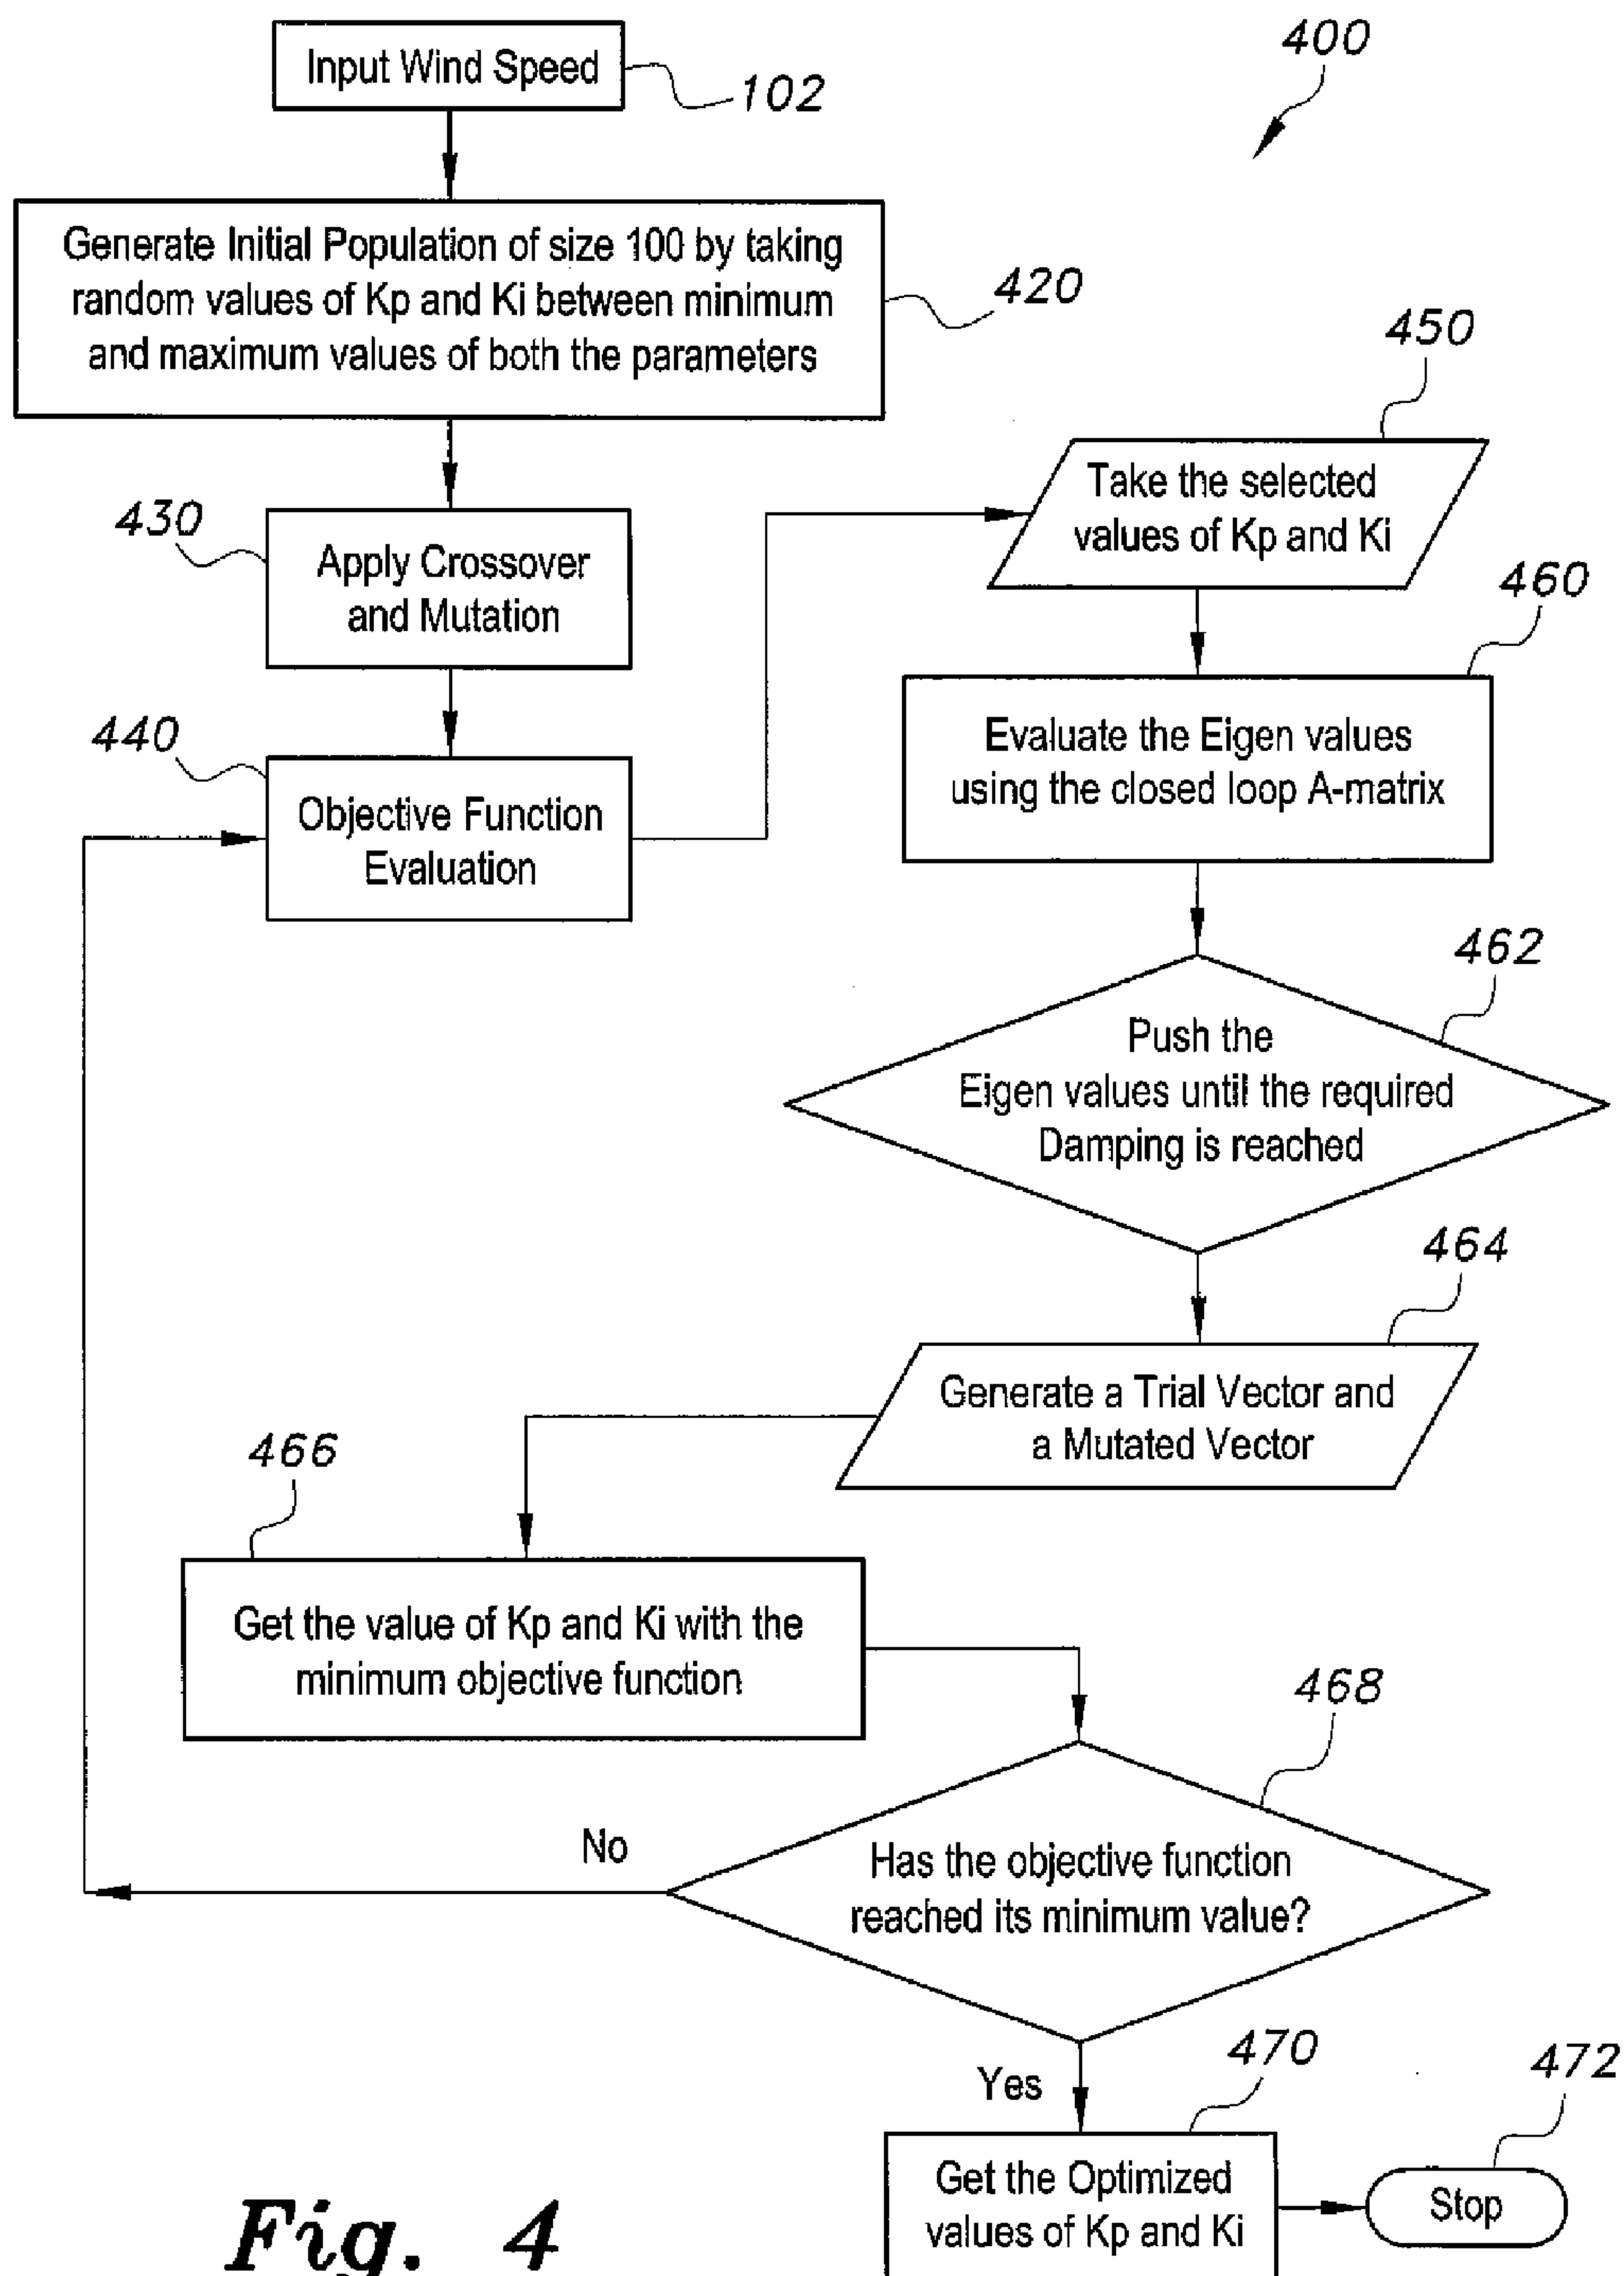 400
Input Wind Speed
102
Generate Initial Population of size 100 by taking
random values of Kp and Ki between minimum
and maximum values of both the parameters
420
430
Apply Crossover
and Mutation
440
Objective Function
Evaluation
450
Take the selected
values of Kp and Ki
460
Evaluate the Eigen values
using the closed loop A-matrix
462
Push the
Eigen values until the required
Damping is reached
464
Generate a Trial Vector and
a Mutated Vector
466
Get the value of Kp and Ki with the
minimum objective function
468
Has the objective function
reached its minimum value?
No
Yes
470
Get the Optimized
values of Kp and Ki
472
Stop
Fig. 4